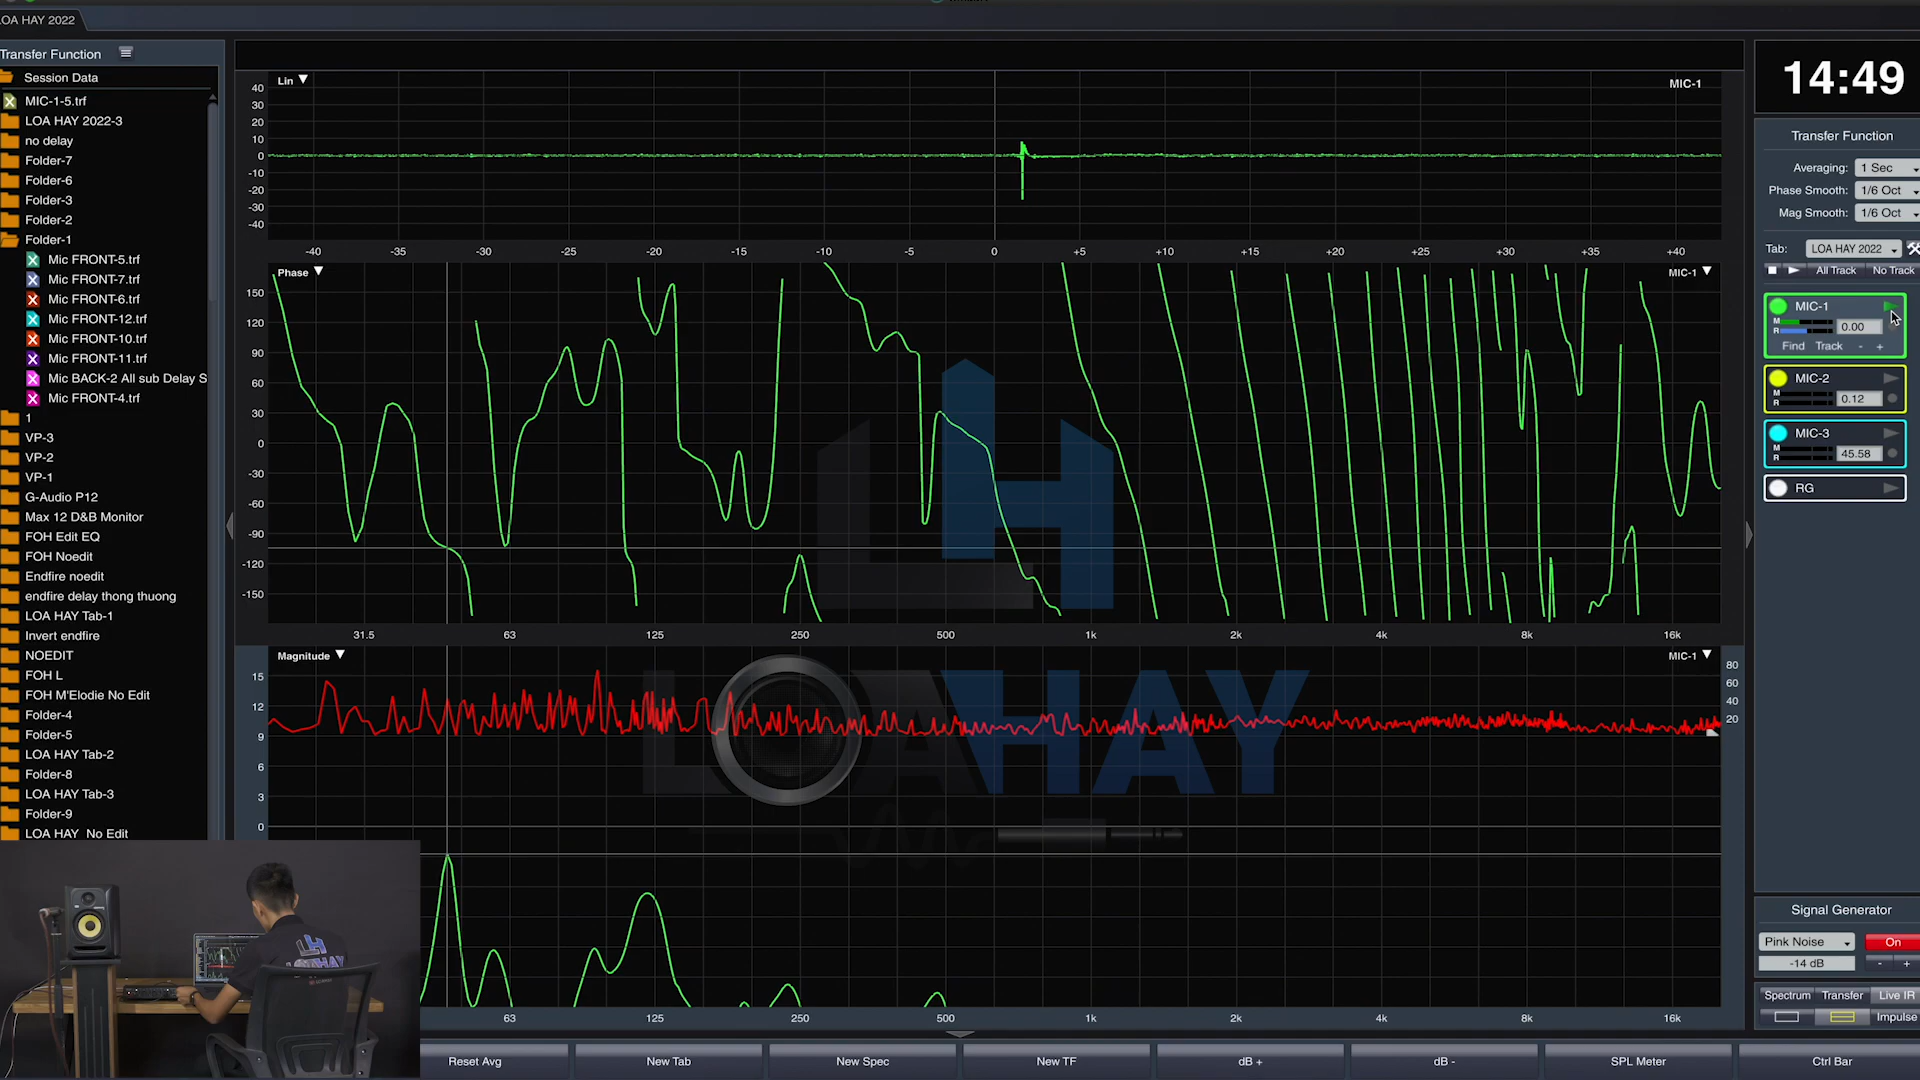 LOA HAY 2022
Transfer Function
Session Data
MIC-1-5.trf
LOA HAY 2022-3
no delay
Folder-7
Folder-6
Folder-3
Folder-2
Folder-1
Mic FRONT-5.trf
Mic FRONT-7.trf
Mic FRONT-6.trf
Mic FRONT-12.trf
Mic FRONT-10.trf
Mic FRONT-11.trf
Mic BACK-2 All sub Delay S
Mic FRONT-4.trf
1
VP-3
VP-2
VP-1
G-Audio P12
Max 12 D&B Monitor
FOH Edit EQ
FOH Noedit
Endfire noedit
endfire delay thong thuong
LOA HAY Tab-1
Invert endfire
NOEDIT
FOH L
FOH M'Elodie No Edit
Folder-4
Folder-5
LOA HAY Tab-2
Folder-8
LOA HAY Tab-3
Folder-9
LOA HAY No Edit
Lin
MIC-1
40
30
20
10
0
-10
-20
-30
-40
-40 -35 -30 -25 -20 -15 -10 -5 0 +5 +10 +15 +20 +25 +30 +35 +40
Phase
MIC-1
150
120
90
60
30
0
-30
-60
-90
-120
-150
31.5 63 125 250 500 1k 2k 4k 8k 16k
Magnitude
MIC-1
15
12
9
6
3
0
80
60
40
20
LH
LOA HAY
63 125 250 500 1k 2k 4k 8k 16k
Reset Avg New Tab New Spec New TF dB + dB - SPL Meter Ctrl Bar
14:49
Transfer Function
Averaging: 1 Sec
Phase Smooth: 1/6 Oct
Mag Smooth: 1/6 Oct
Tab: LOA HAY 2022
All Track No Track
MIC-1
M
R
0.00
Find Track - +
MIC-2
M
R
0.12
MIC-3
M
R
45.58
RG
Signal Generator
Pink Noise On
-14 dB - +
Spectrum Transfer Live IR
Impulse